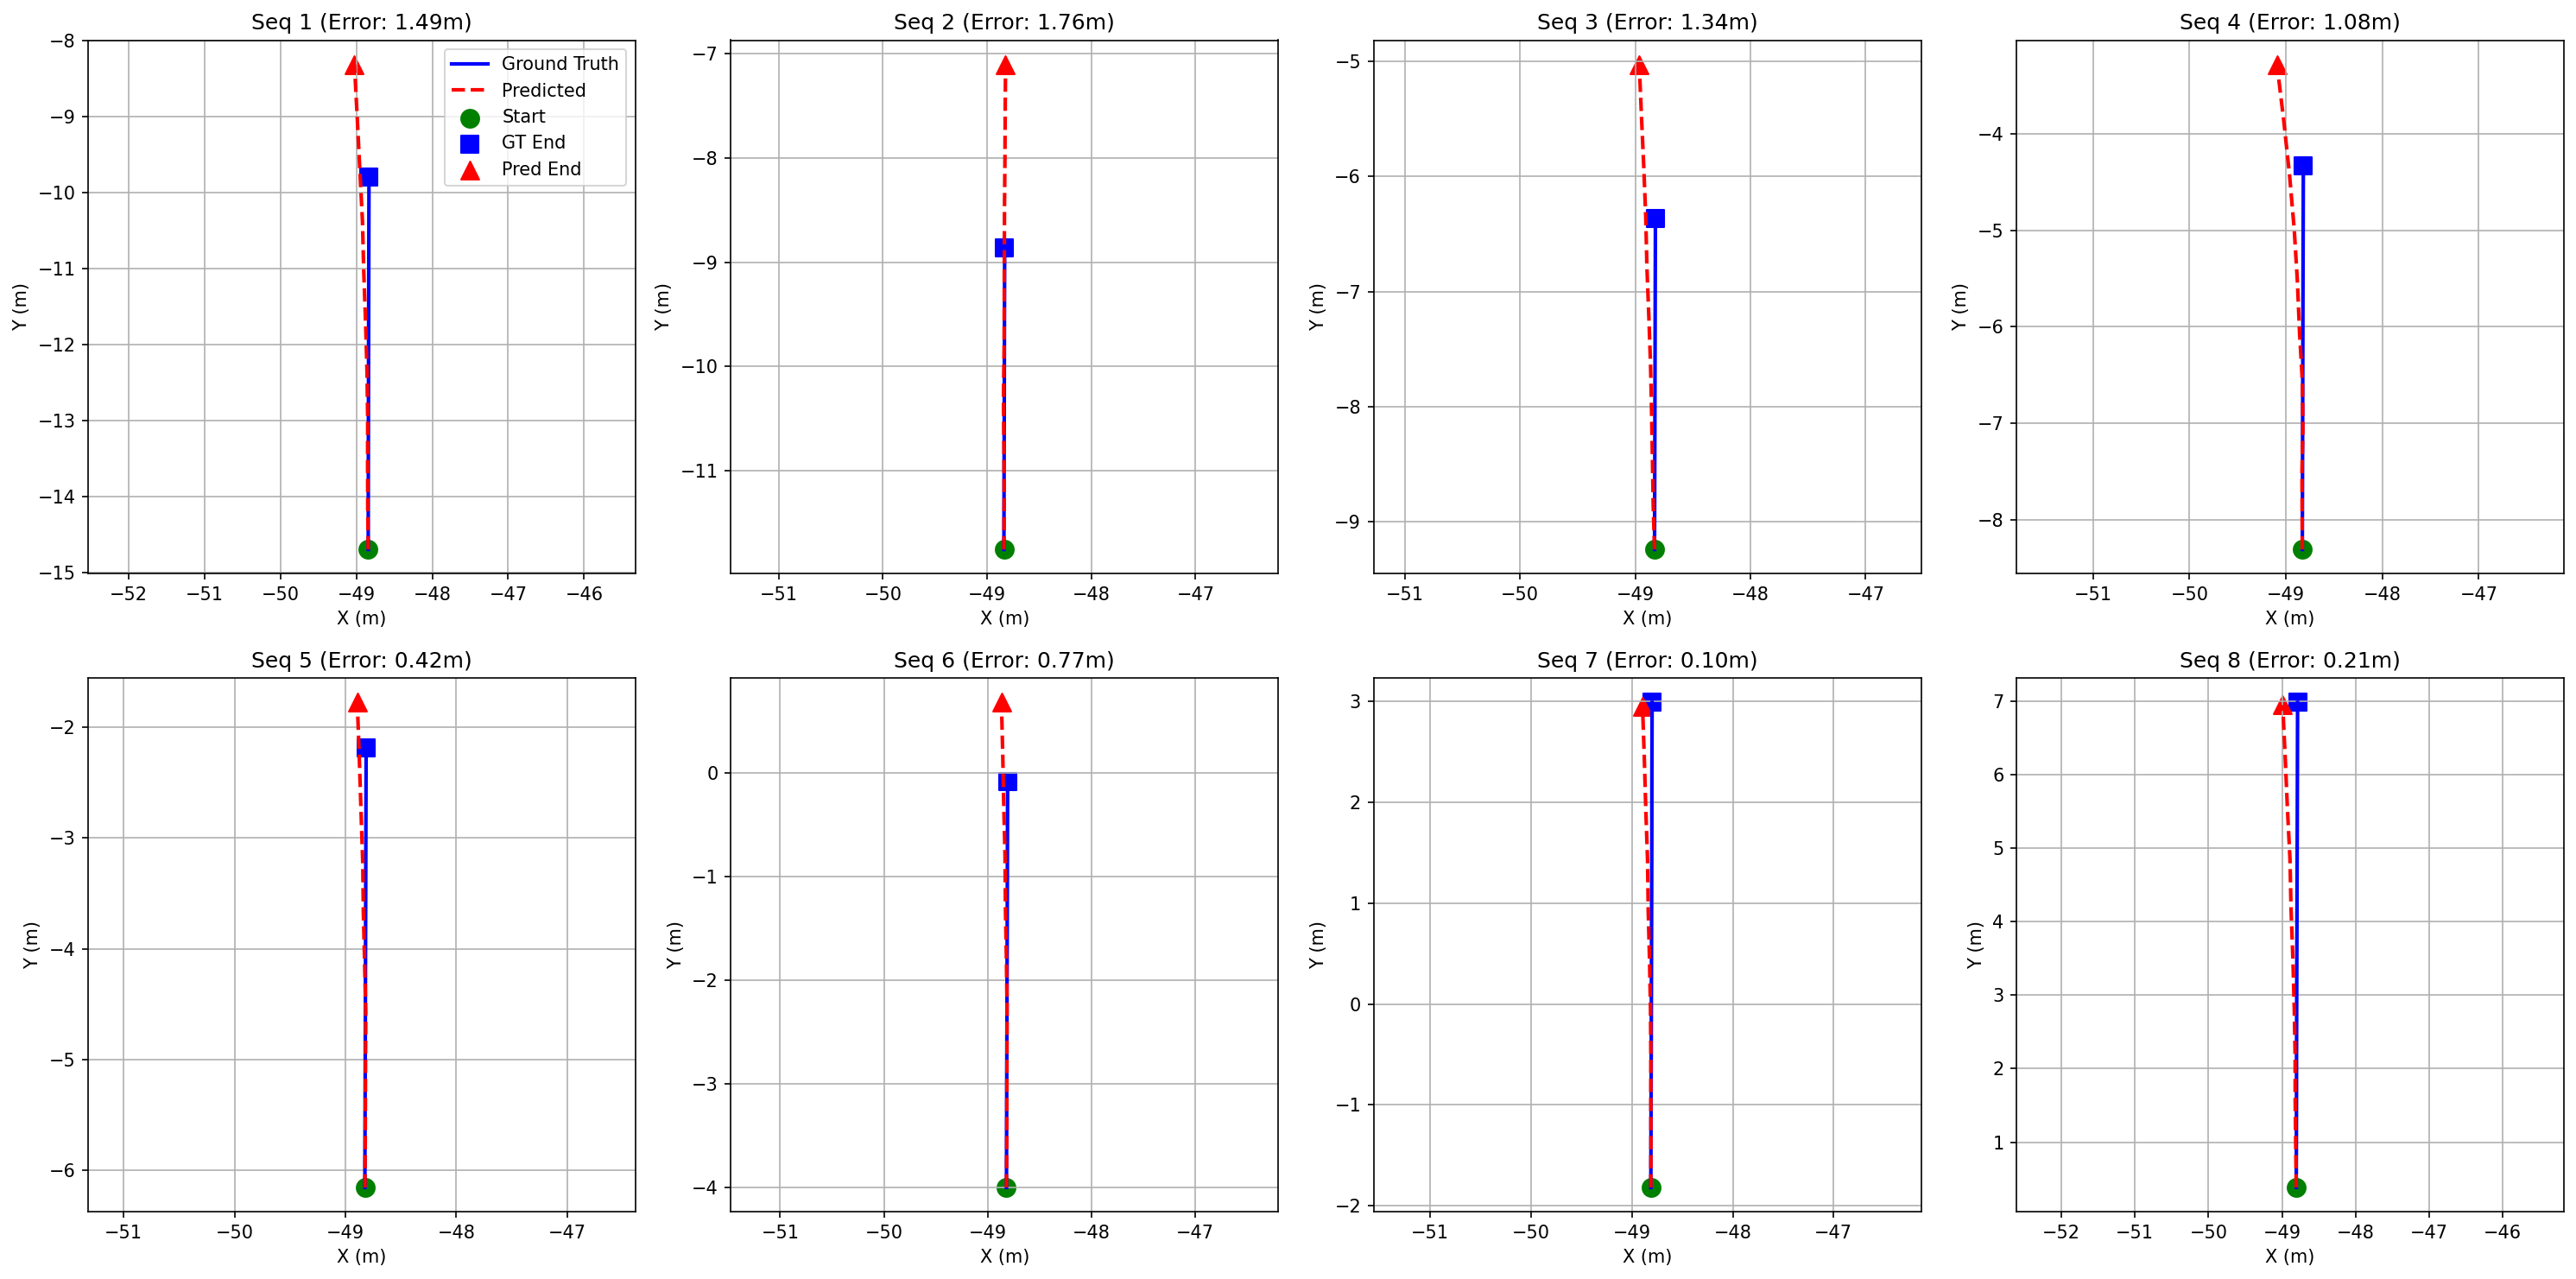 Seq 1 (Error: 1.49m)
−8
−9
−10
−11
−12
−13
−14
−15
Y (m)
−52 −51 −50 −49 −48 −47 −46
X (m)
Ground Truth
Predicted
Start
GT End
Pred End
Seq 2 (Error: 1.76m)
−7
−8
−9
−10
−11
Y (m)
−51 −50 −49 −48 −47
X (m)
Seq 3 (Error: 1.34m)
−5
−6
−7
−8
−9
Y (m)
−51 −50 −49 −48 −47
X (m)
Seq 4 (Error: 1.08m)
−4
−5
−6
−7
−8
Y (m)
−51 −50 −49 −48 −47
X (m)
Seq 5 (Error: 0.42m)
−2
−3
−4
−5
−6
Y (m)
−51 −50 −49 −48 −47
X (m)
Seq 6 (Error: 0.77m)
0
−1
−2
−3
−4
Y (m)
−51 −50 −49 −48 −47
X (m)
Seq 7 (Error: 0.10m)
3
2
1
0
−1
−2
Y (m)
−51 −50 −49 −48 −47
X (m)
Seq 8 (Error: 0.21m)
7
6
5
4
3
2
1
Y (m)
−52 −51 −50 −49 −48 −47 −46
X (m)